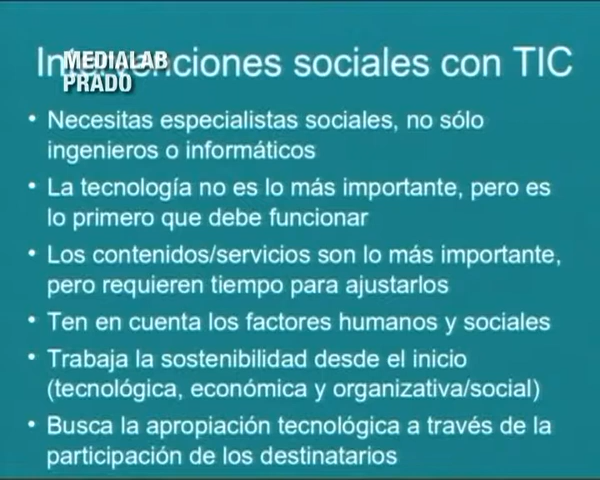 Intervenciones sociales con TIC
MEDIALAB
PRADO
• Necesitas especialistas sociales, no sólo
ingenieros o informáticos
• La tecnología no es lo más importante, pero es
lo primero que debe funcionar
• Los contenidos/servicios son lo más importante,
pero requieren tiempo para ajustarlos
• Ten en cuenta los factores humanos y sociales
• Trabaja la sostenibilidad desde el inicio
(tecnológica, económica y organizativa/social)
• Busca la apropiación tecnológica a través de la
participación de los destinatarios